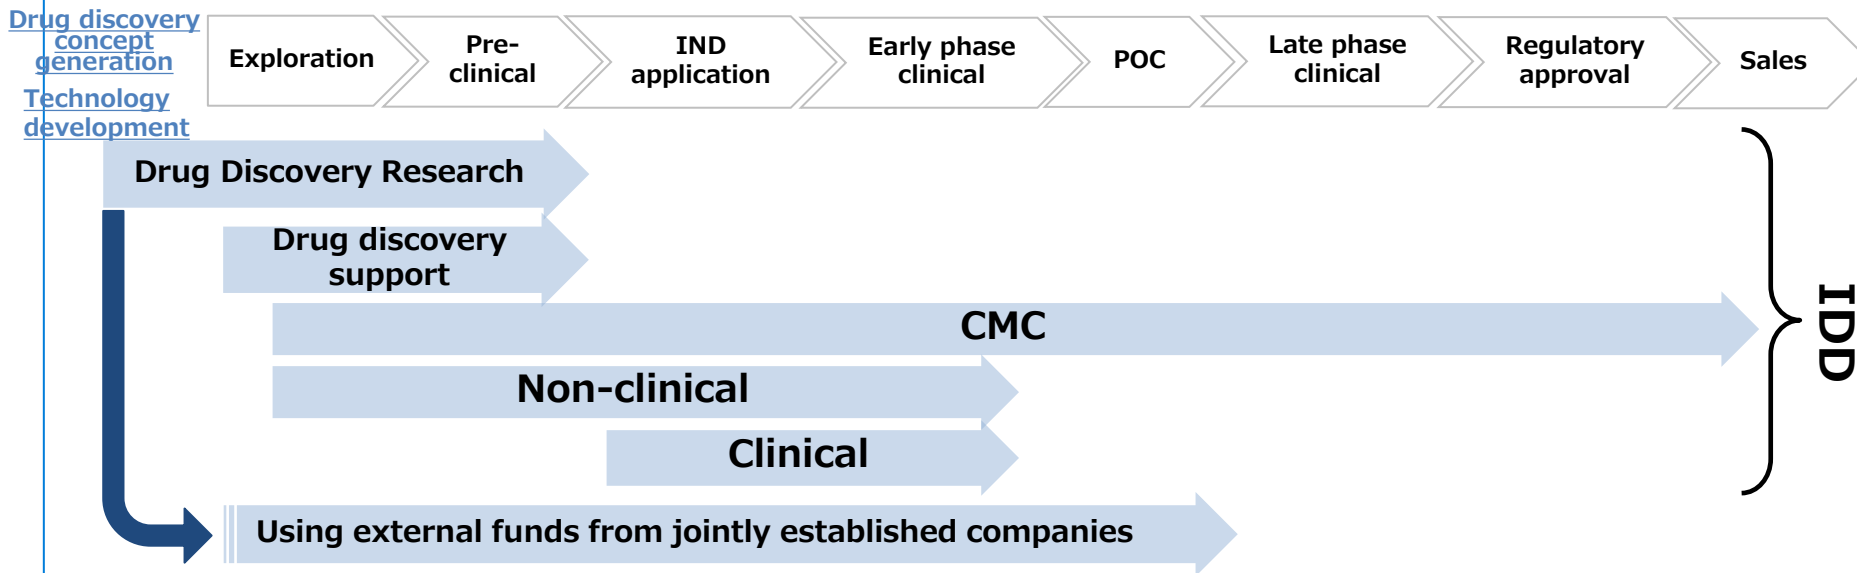 Drug discovery
concept
generation
Technology
development
Exploration
Pre-
clinical
IND
application
Early phase
clinical
POC
Late phase
clinical
Regulatory
approval
Sales
Drug Discovery Research
Drug discovery
support
CMC
Non-clinical
Clinical
Using external funds from jointly established companies
IDD